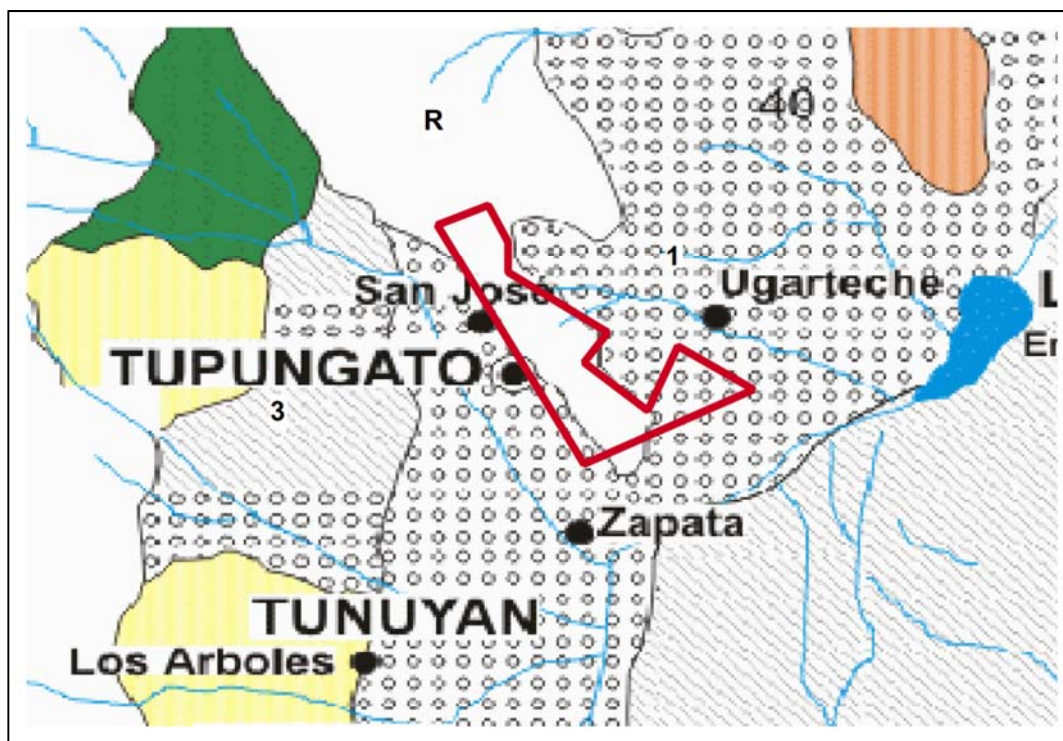 40
R
1
San José
Ugarteche
L
TUPUNGATO
Er
3
Zapata
TUNUYAN
Los Arboles